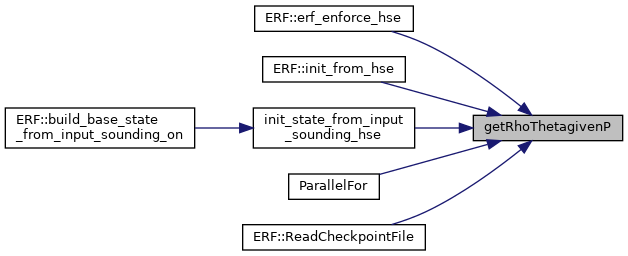 ERF::erf_enforce_hse
ERF::init_from_hse
ERF::build_base_state
_from_input_sounding_on
init_state_from_input
_sounding_hse
getRhoThetagivenP
ParallelFor
ERF::ReadCheckpointFile